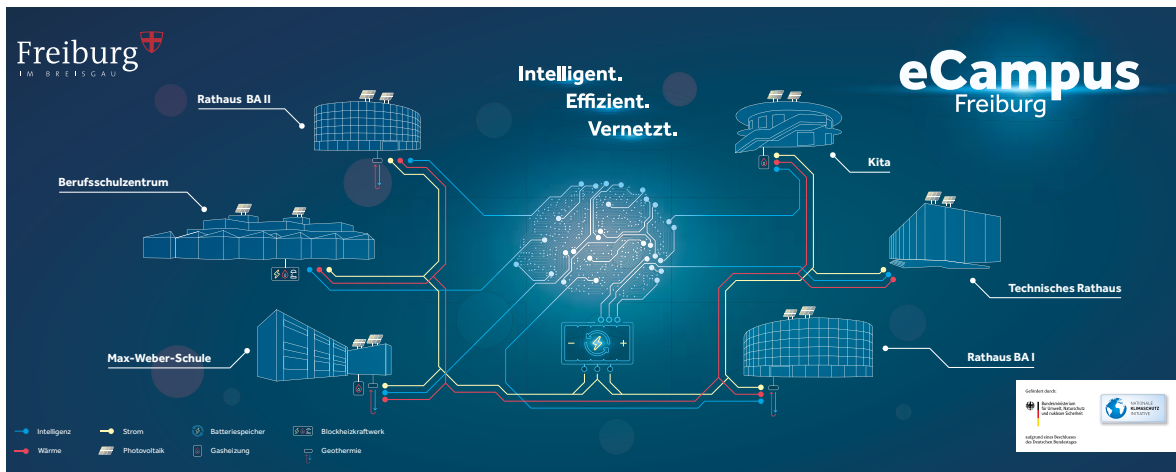 Freiburg
IM BREISGAU
Intelligent.
Effizient.
Vernetzt.
eCampus
Freiburg
Rathaus BA II
Kita
Berufsschulzentrum
Technisches Rathaus
Max-Weber-Schule
Rathaus BA I
− +
Intelligenz
Strom
Batteriespeicher
Blockheizkraftwerk
Wärme
Photovoltaik
Gasheizung
Geothermie
Gefördert durch:
Bundesministerium
für Umwelt, Naturschutz
und nukleare Sicherheit
NATIONALE
KLIMASCHUTZ
INITIATIVE
aufgrund eines Beschlusses
des Deutschen Bundestages